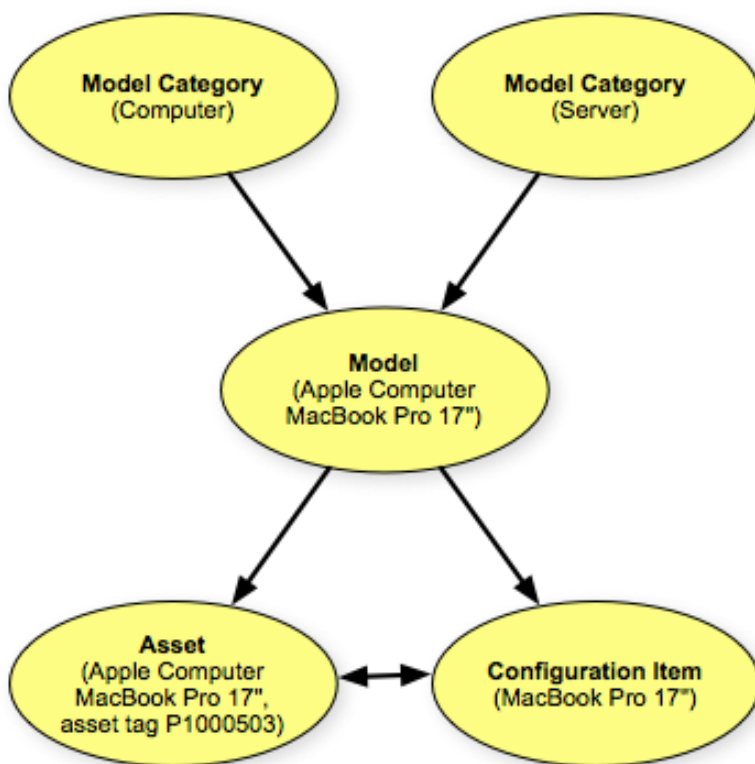 Model Category
(Computer)
Model Category
(Server)
Model
(Apple Computer
MacBook Pro 17")
Asset
(Apple Computer
MacBook Pro 17",
asset tag P1000503)
Configuration Item
(MacBook Pro 17")